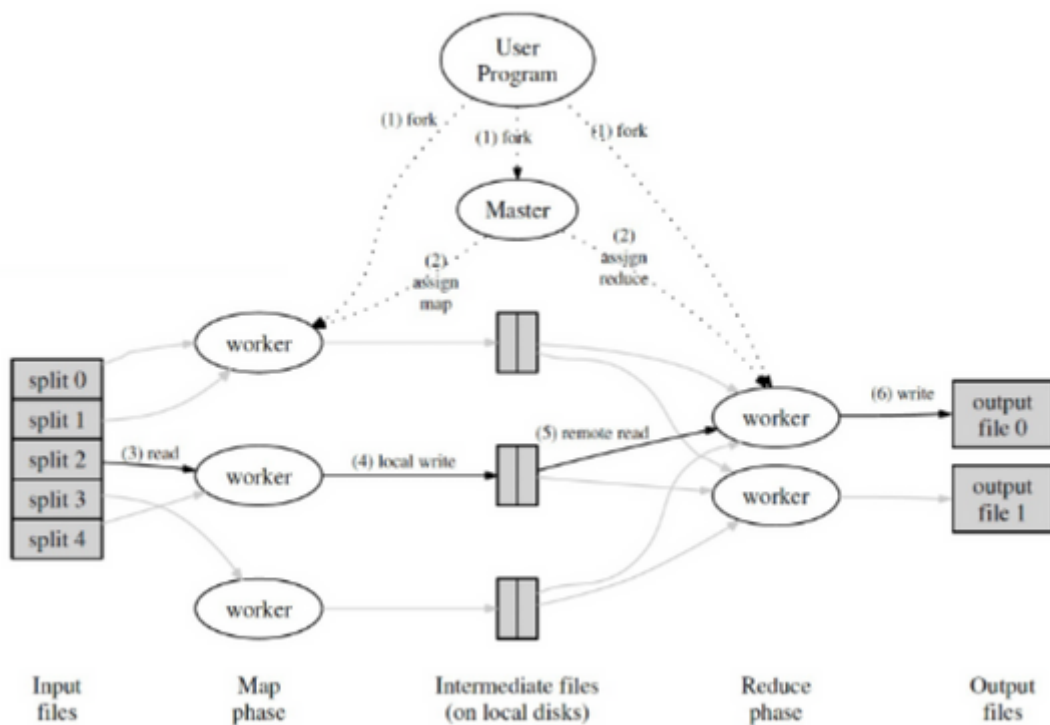 User
Program
(1) fork
(1) fork
(1) fork
Master
(2)
assign
map
(2)
assign
reduce
worker
split 0
split 1
split 2
split 3
split 4
(3) read
worker
(4) local write
(5) remote read
worker
(6) write
output
file 0
worker
output
file 1
worker
Input
files
Map
phase
Intermediate files
(on local disks)
Reduce
phase
Output
files